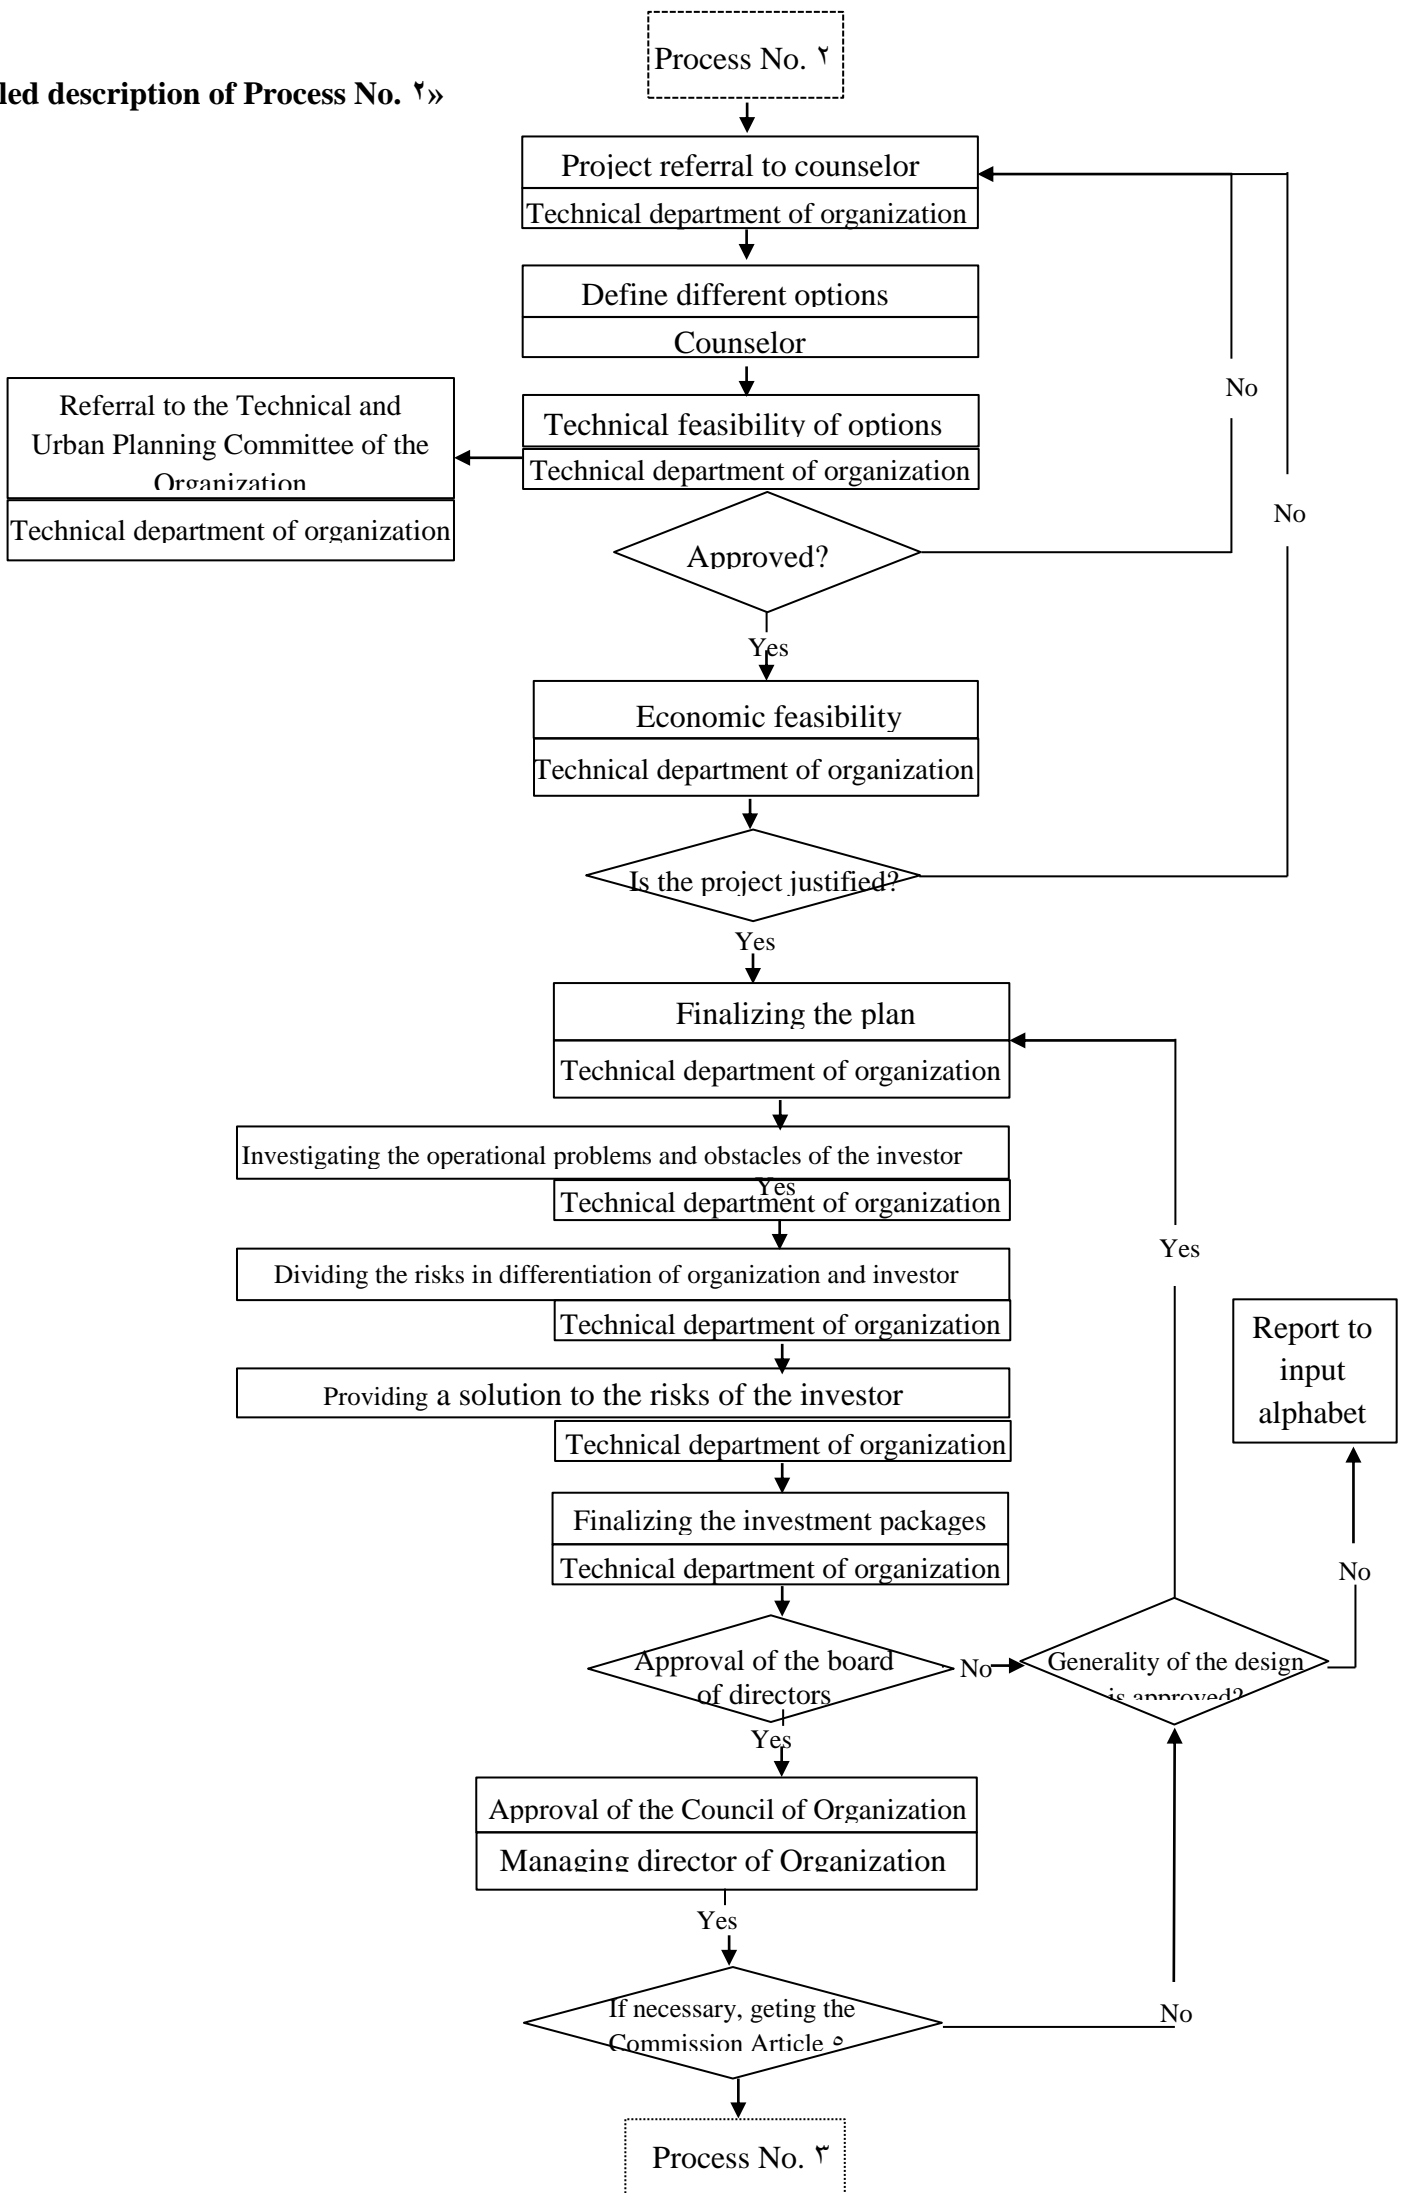 Process No. ۲
led description of Process No. ۲»
Project referral to counselor
Technical department of organization
Define different options
Counselor
No
Referral to the Technical and
Urban Planning Committee of the
Organization
Technical department of organization
Technical feasibility of options
Technical department of organization
No
Approved?
Yes
Economic feasibility
Technical department of organization
Is the project justified?
Yes
Finalizing the plan
Technical department of organization
Investigating the operational problems and obstacles of the investor
Yes
Technical department of organization
Yes
Dividing the risks in differentiation of organization and investor
Technical department of organization
Report to
input
alphabet
Providing a solution to the risks of the investor
Technical department of organization
Finalizing the investment packages
Technical department of organization
No
Approval of the board
of directors
No
Generality of the design
is approved?
Yes
Approval of the Council of Organization
Managing director of Organization
Yes
If necessary, geting the
Commission Article ۵
No
Process No. ۳